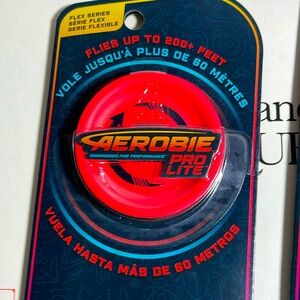 FLEX SERIES
SÉRIE FLEX
SERIE FLEXIBLE
FLIES UP TO 200+ FEET
VOLE JUSQU'À PLUS DE 60 MÈTRES
AEROBIE
ENGINEERED FOR PERFORMANCE
PRO
LITE
VUELA HASTA MÁS DE 60 METROS
an